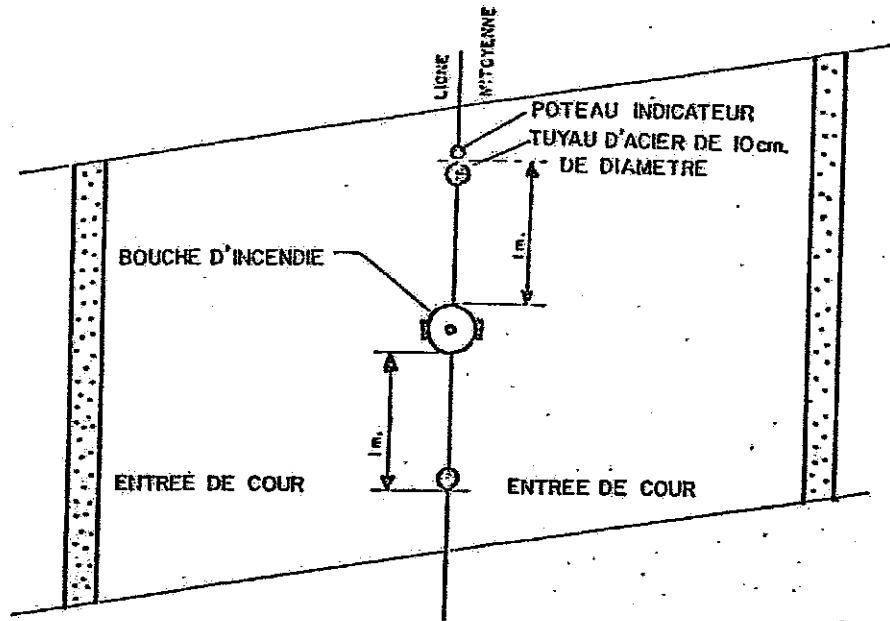 LIGNE
MITOYENNE
POTEAU INDICATEUR
TUYAU D'ACIER DE 10cm.
DE DIAMETRE
1m.
BOUCHE D'INCENDIE
1m.
ENTREE DE COUR
ENTREE DE COUR